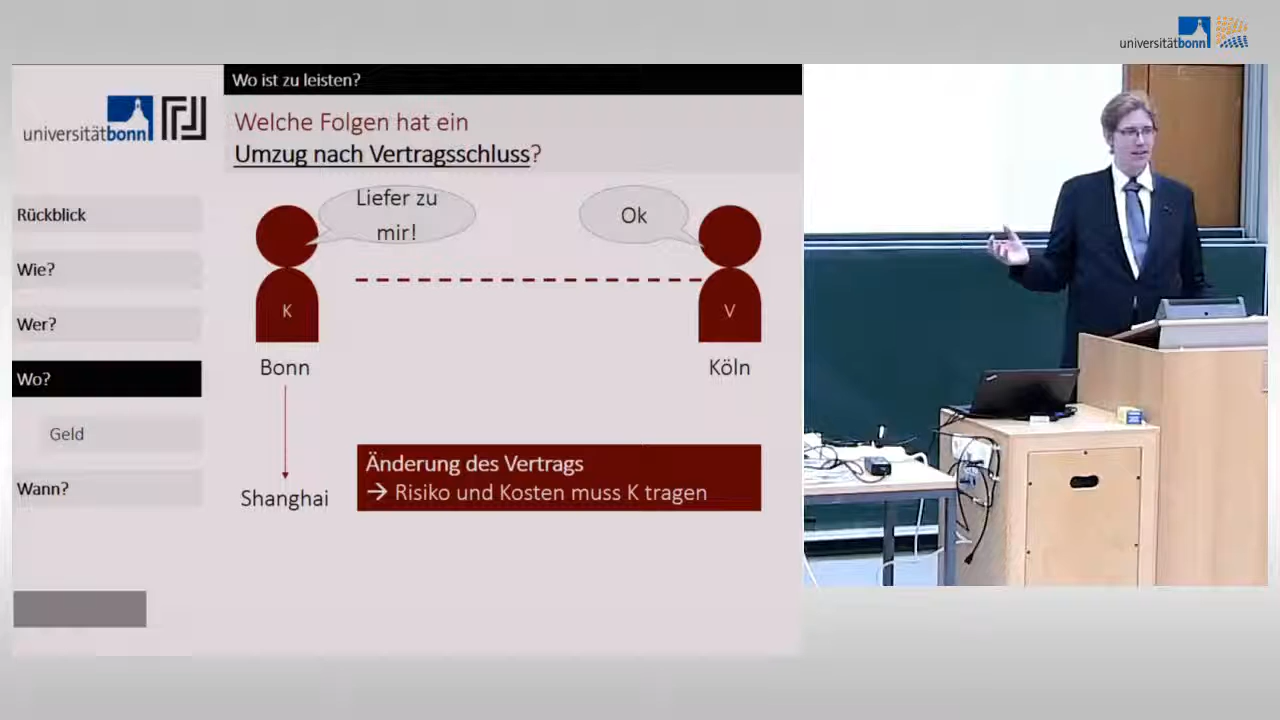 universitätbonn
Wo ist zu leisten?
universitätbonn
Welche Folgen hat ein
Umzug nach Vertragsschluss?
Rückblick
Wie?
Wer?
Wo?
Geld
Wann?
Liefer zu
mir!
Ok
K
V
Bonn
Köln
Shanghai
Änderung des Vertrags
→ Risiko und Kosten muss K tragen